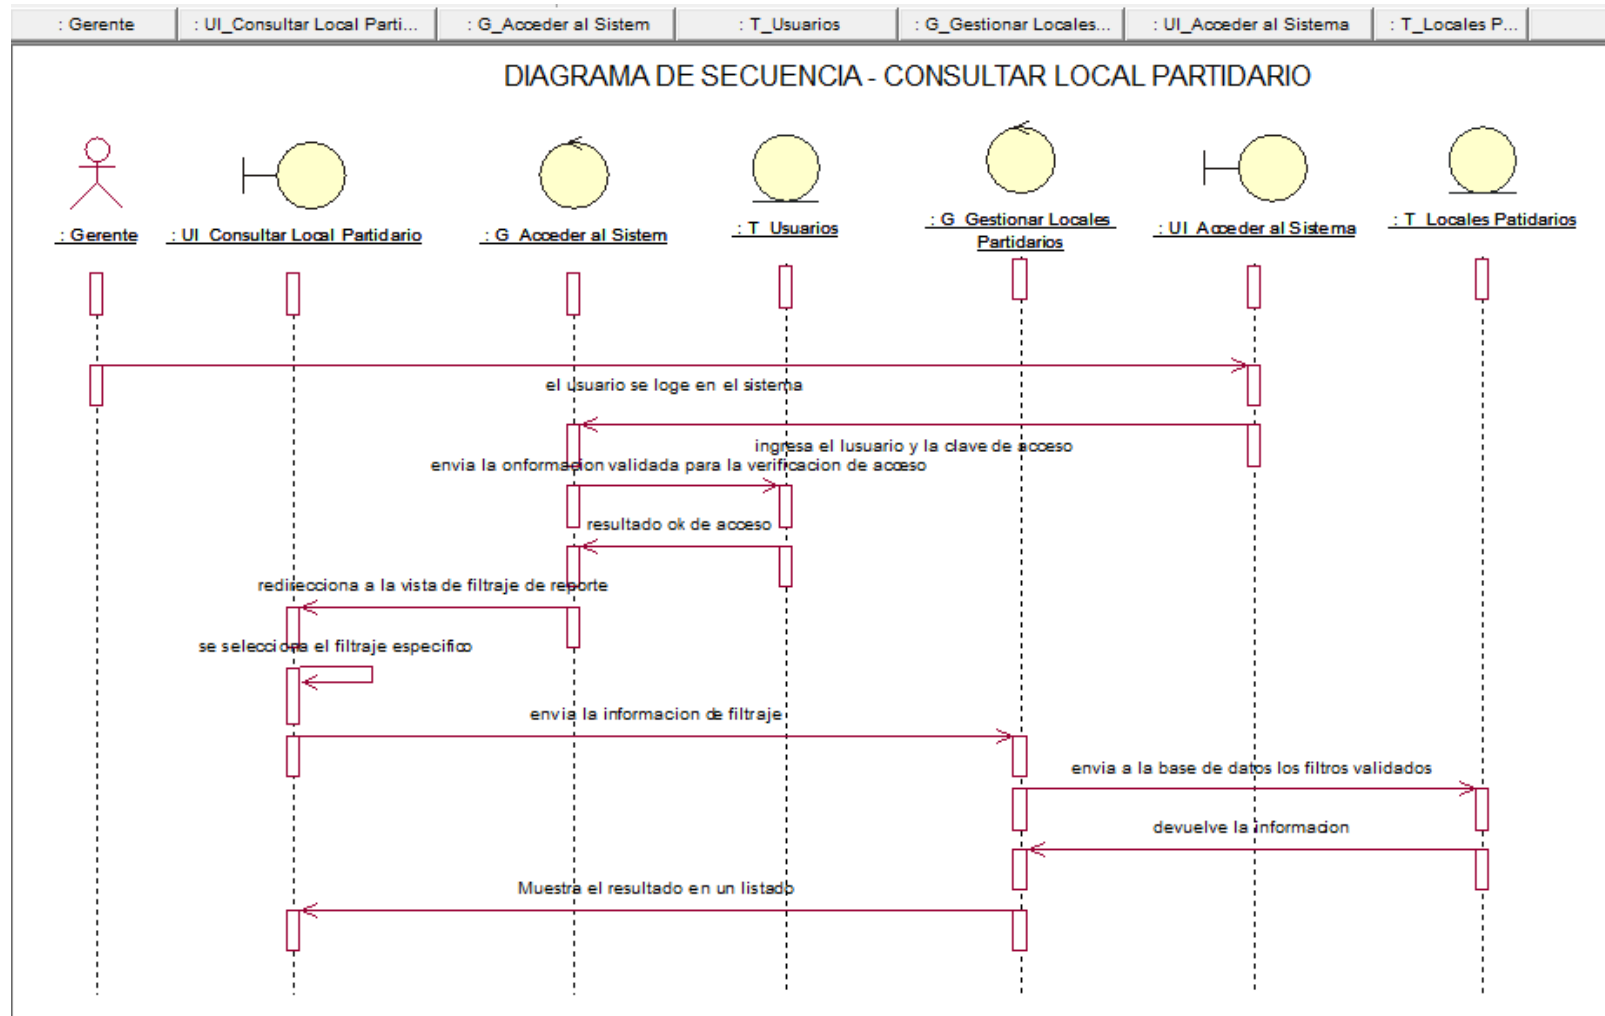 : Gerente
: UI_Consultar Local Parti...
: G_Acceder al Sistem
: T_Usuarios
: G_Gestionar Locales...
: UI_Acceder al Sistema
: T_Locales P...
DIAGRAMA DE SECUENCIA - CONSULTAR LOCAL PARTIDARIO
: Gerente
: UI_Consultar Local Partidario
: G_Acceder al Sistem
: T_Usuarios
: G_Gestionar Locales
Partidarios
: UI_Acceder al Sistema
: T_Locales Patidarios
el usuario se loge en el sistema
ingresa el lusuario y la clave de acceso
envia la onformacion validada para la verificacion de acceso
resultado ok de acceso
redirecciona a la vista de filtraje de reporte
se selecciona el filtraje especifico
envia la informacion de filtraje
envia a la base de datos los filtros validados
devuelve la informacion
Muestra el resultado en un listado